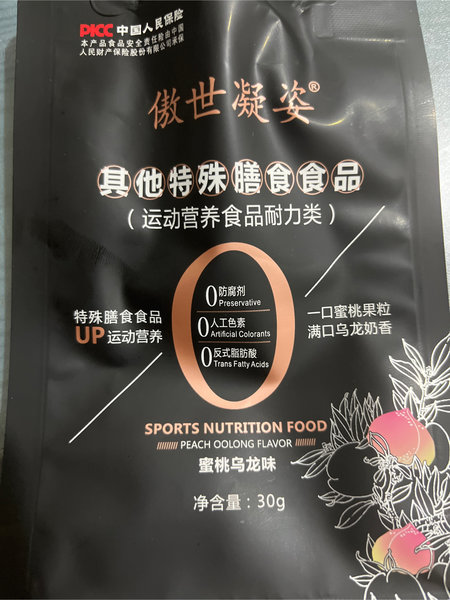 PICC 中国人民保险
本产品食品安全责任险由中国
人民财产保险股份有限公司承保
傲世凝姿®
其他特殊膳食食品
（运动营养食品耐力类）
0防腐剂
Preservative
特殊膳食食品
UP运动营养
0人工色素
Artificial Colorants
一口蜜桃果粒
满口乌龙奶香
0反式脂肪酸
Trans Fatty Acids
SPORTS NUTRITION FOOD
PEACH OOLONG FLAVOR
蜜桃乌龙味
净含量：30g